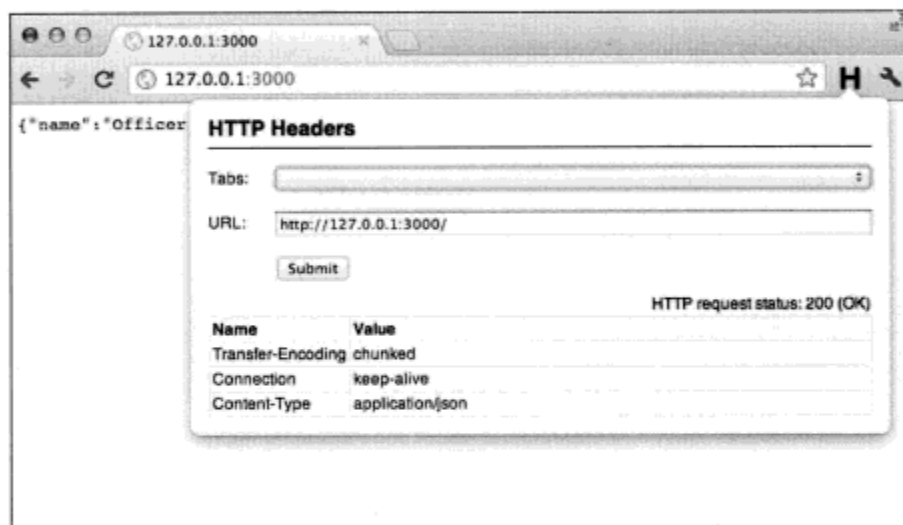 127.0.0.1:3000
127.0.0.1:3000
H
{"name":"Officer
HTTP Headers
Tabs:
URL: http://127.0.0.1:3000/
Submit
HTTP request status: 200 (OK)
Name Value
Transfer-Encoding chunked
Connection keep-alive
Content-Type application/json